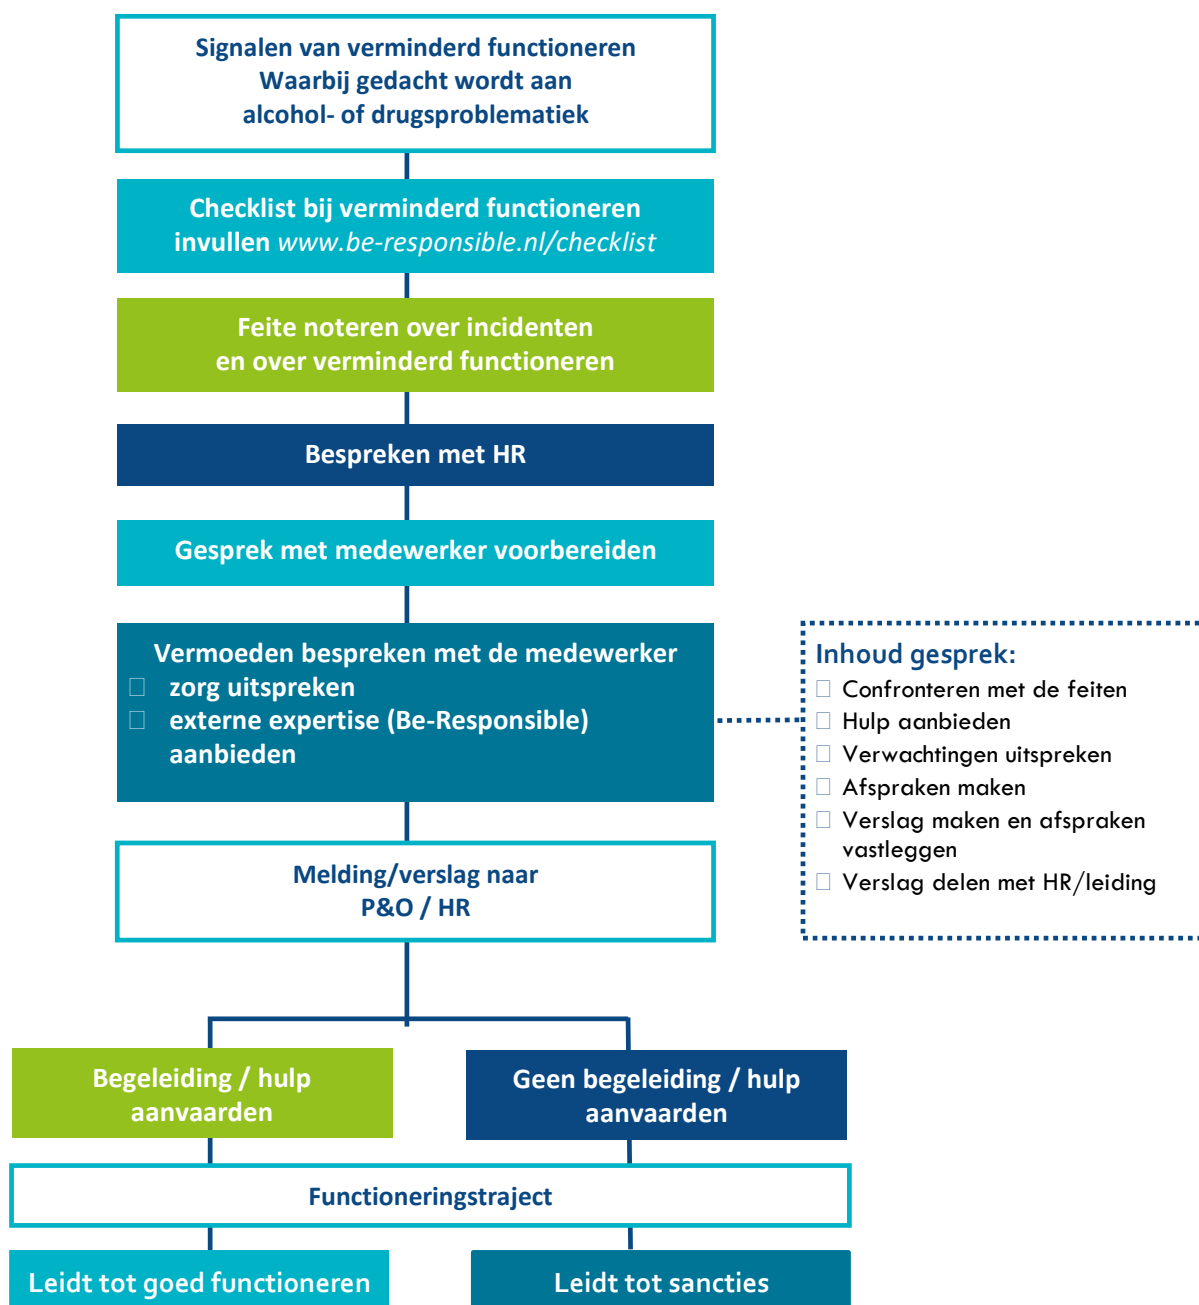 Signalen van verminderd functioneren
Waarbij gedacht wordt aan
alcohol- of drugsproblematiek
Checklist bij verminderd functioneren
invullen www.be-responsible.nl/checklist
Feite noteren over incidenten
en over verminderd functioneren
Bespreken met HR
Gesprek met medewerker voorbereiden
Vermoeden bespreken met de medewerker
zorg uitspreken
externe expertise (Be-Responsible)
aanbieden
Inhoud gesprek:
Confronteren met de feiten
Hulp aanbieden
Verwachtingen uitspreken
Afspraken maken
Verslag maken en afspraken
vastleggen
Verslag delen met HR/leiding
Melding/verslag naar
P&O / HR
Begeleiding / hulp
aanvaarden
Geen begeleiding / hulp
aanvaarden
Functioneringstraject
Leidt tot goed functioneren
Leidt tot sancties